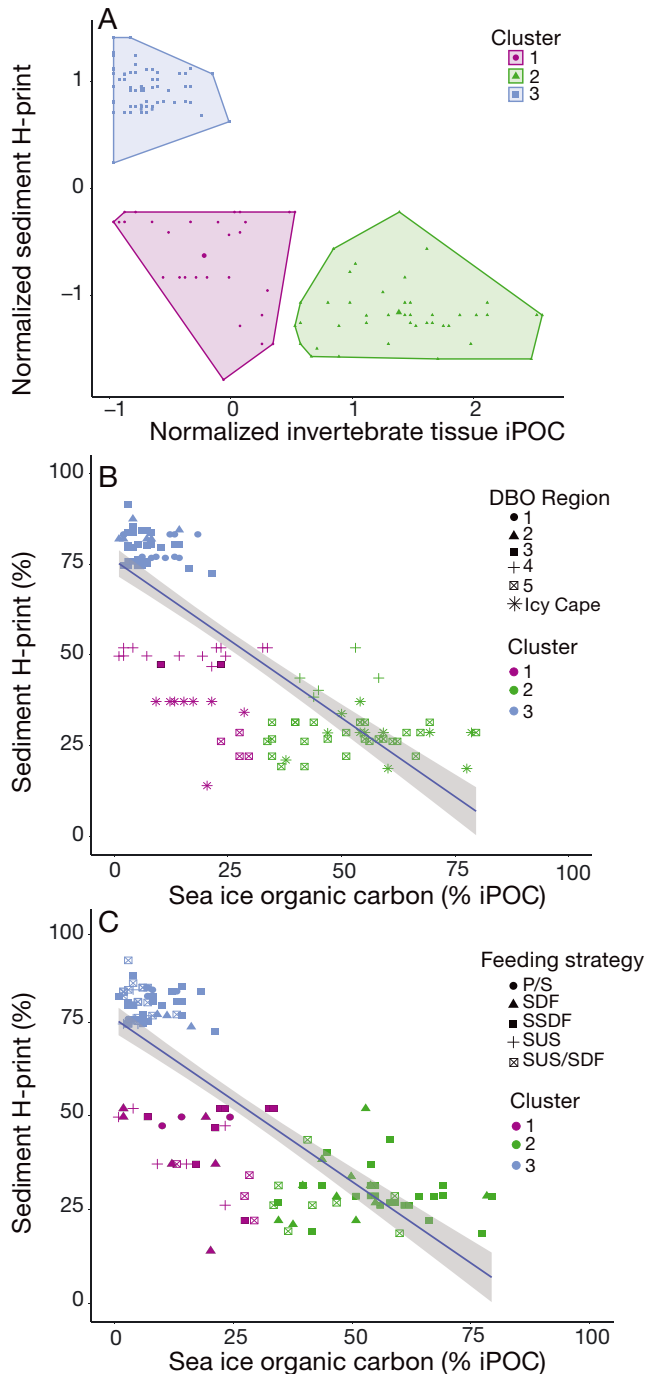 A
Cluster
1
2
3
Normalized sediment H-print
1
0
−1
−1
0
1
2
Normalized invertebrate tissue iPOC
B
DBO Region
1
2
3
4
5
Icy Cape
Cluster
1
2
3
Sediment H-print (%)
100
75
50
25
0
0
25
50
75
100
Sea ice organic carbon (% iPOC)
C
Feeding strategy
P/S
SDF
SSDF
SUS
SUS/SDF
Cluster
1
2
3
Sediment H-print (%)
100
75
50
25
0
0
25
50
75
100
Sea ice organic carbon (% iPOC)